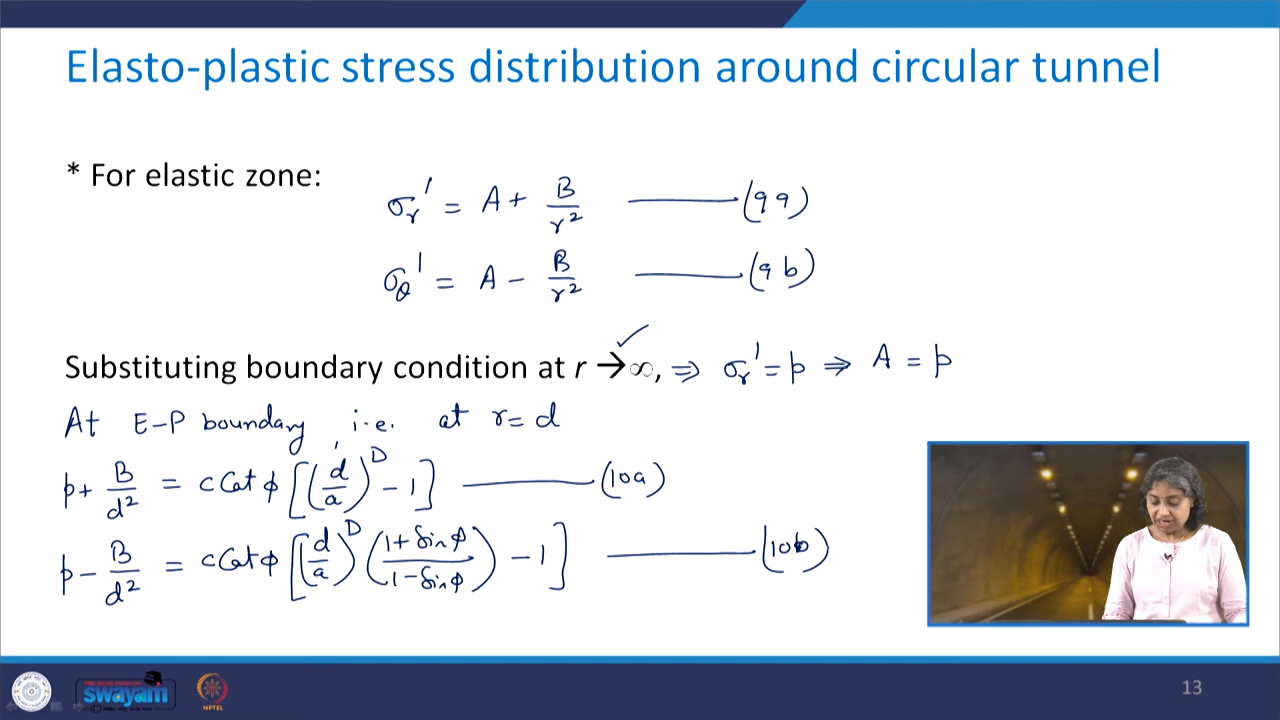 Elasto-plastic stress distribution around circular tunnel
* For elastic zone:
σr' = A + B/r² —— (9a)
σθ' = A − B/r² —— (9b)
Substituting boundary condition at r → ∞, ⇒ σr' = p ⇒ A = p
At E-P boundary, i.e. at r = d
p + B/d² = c Cot φ [(d/a)^D − 1] —— (10a)
p − B/d² = c Cot φ [(d/a)^D ((1 + Sin φ)/(1 − Sin φ)) − 1] —— (10b)
swayam
NPTEL
13